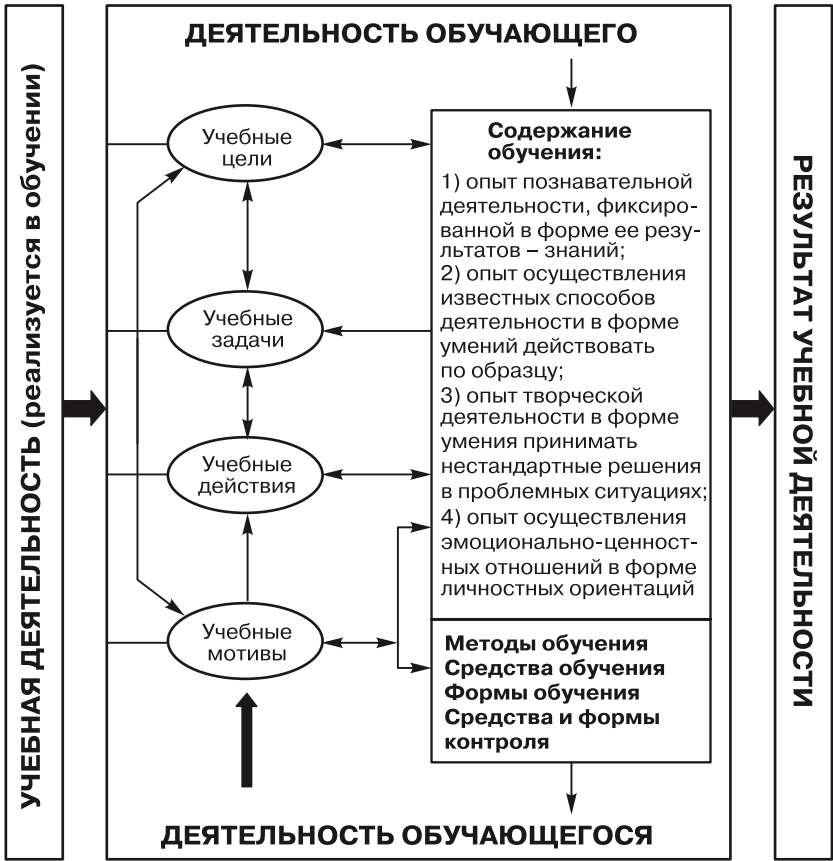 УЧЕБНАЯ ДЕЯТЕЛЬНОСТЬ (реализуется в обучении)
ДЕЯТЕЛЬНОСТЬ ОБУЧАЮЩЕГО
Учебные
цели
Учебные
задачи
Учебные
действия
Учебные
мотивы
Содержание
обучения:
1) опыт познавательной
деятельности, фиксиро-
ванной в форме ее резу-
льтатов – знаний;
2) опыт осуществления
известных способов
деятельности в форме
умений действовать
по образцу;
3) опыт творческой
деятельности в форме
умения принимать
нестандартные решения
в проблемных ситуациях;
4) опыт осуществления
эмоционально-ценност-
ных отношений в форме
личностных ориентаций
Методы обучения
Средства обучения
Формы обучения
Средства и формы
контроля
ДЕЯТЕЛЬНОСТЬ ОБУЧАЮЩЕГОСЯ
РЕЗУЛЬТАТ УЧЕБНОЙ ДЕЯТЕЛЬНОСТИ